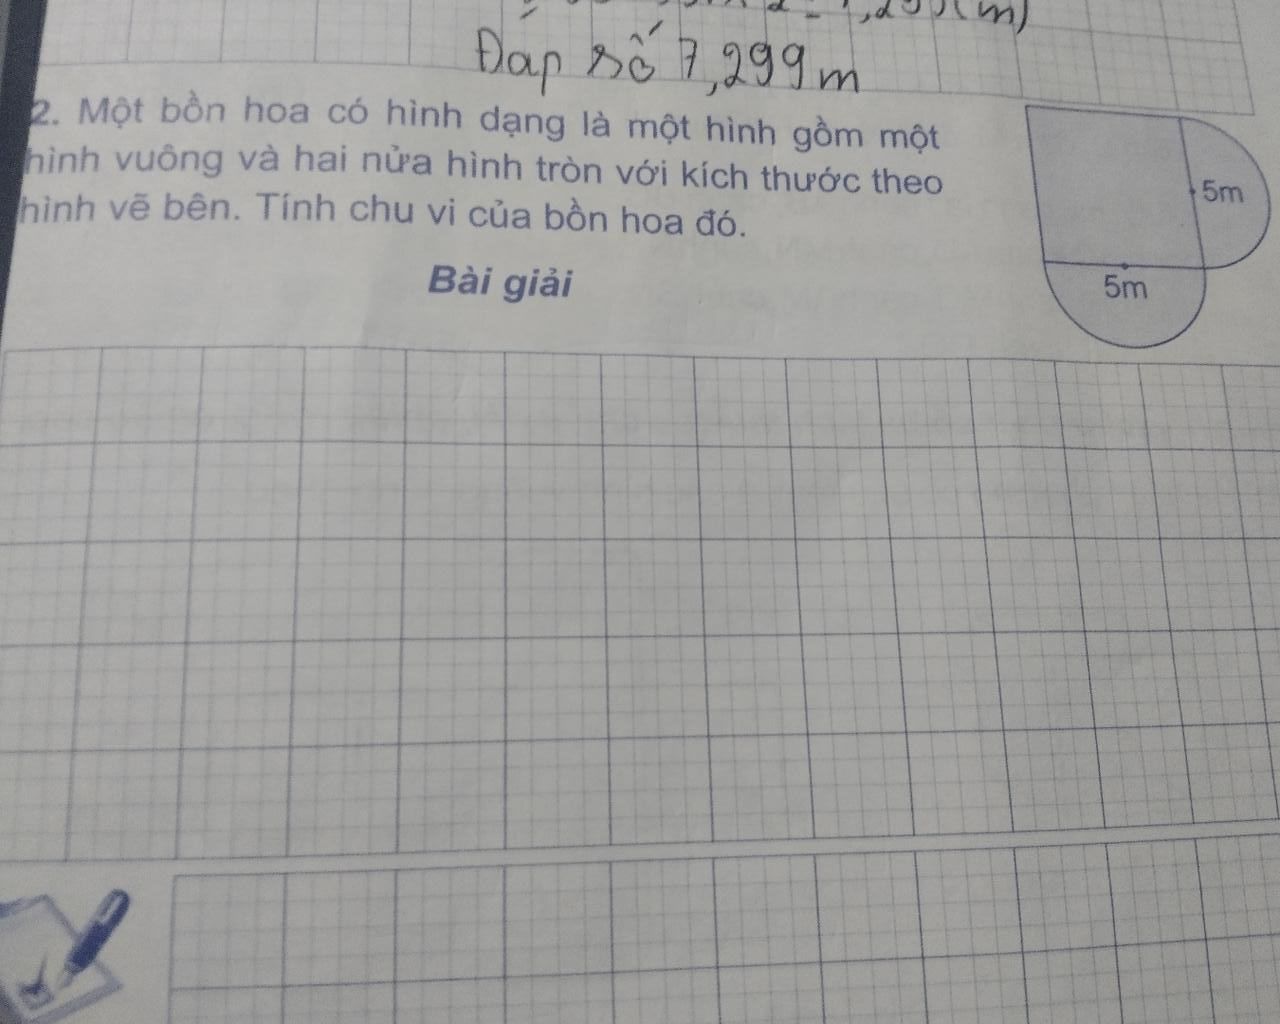 Đáp số 7,299m
2. Một bồn hoa có hình dạng là một hình gồm một
hình vuông và hai nửa hình tròn với kích thước theo
hình vẽ bên. Tính chu vi của bồn hoa đó.
5m
5m
Bài giải